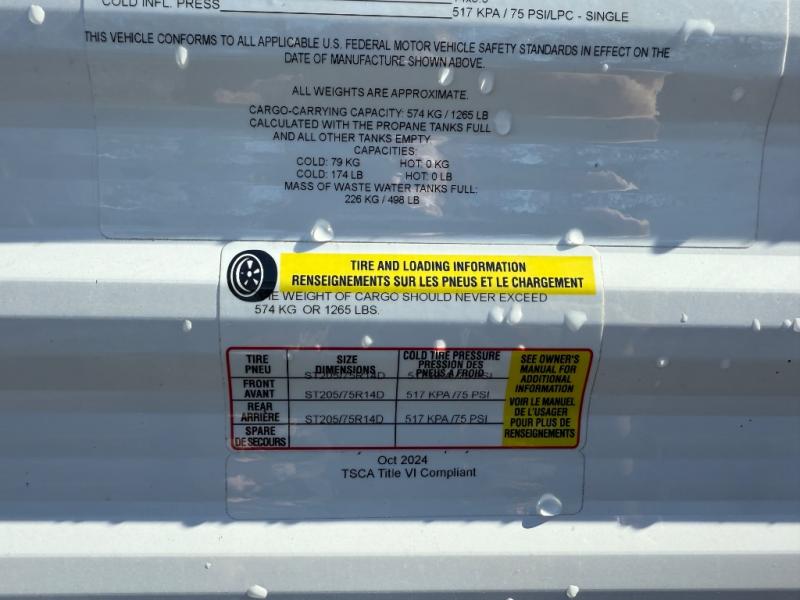 COLD INFL. PRESS
517 KPA / 75 PSI/LPC - SINGLE
THIS VEHICLE CONFORMS TO ALL APPLICABLE U.S. FEDERAL MOTOR VEHICLE SAFETY STANDARDS IN EFFECT ON THE
DATE OF MANUFACTURE SHOWN ABOVE.
ALL WEIGHTS ARE APPROXIMATE.
CARGO-CARRYING CAPACITY: 574 KG / 1265 LB
CALCULATED WITH THE PROPANE TANKS FULL
AND ALL OTHER TANKS EMPTY
CAPACITIES:
COLD: 79 KG HOT: 0 KG
COLD: 174 LB HOT: 0 LB
MASS OF WASTE WATER TANKS FULL:
226 KG / 498 LB
TIRE AND LOADING INFORMATION
RENSEIGNEMENTS SUR LES PNEUS ET LE CHARGEMENT
WEIGHT OF CARGO SHOULD NEVER EXCEED
574 KG OR 1265 LBS.
TIRE
PNEU
SIZE
DIMENSIONS
COLD TIRE PRESSURE
PRESSION DES
PNEUS A FROID
ST205/75R14D 517 KPA /75 PSI
FRONT
AVANT
ST205/75R14D 517 KPA /75 PSI
REAR
ARRIÈRE
ST205/75R14D 517 KPA /75 PSI
SPARE
DE SECOURS
SEE OWNER'S
MANUAL FOR
ADDITIONAL
INFORMATION
VOIR LE MANUEL
DE L'USAGER
POUR PLUS DE
RENSEIGNEMENTS
Oct 2024
TSCA Title VI Compliant